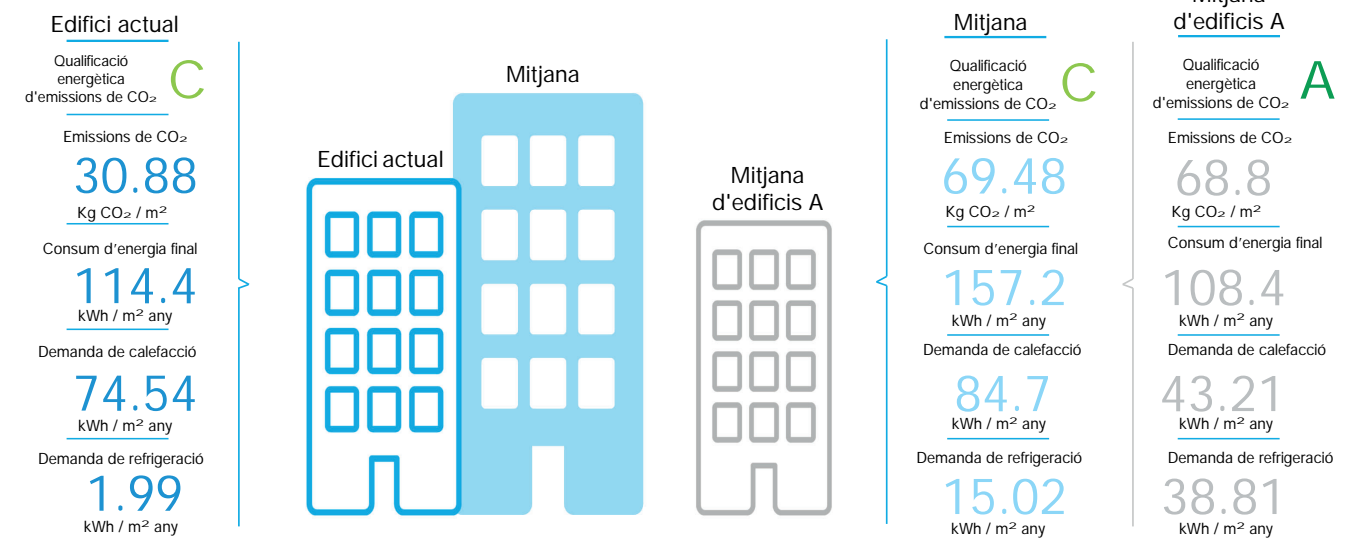 Edifici actual
Qualificació
energètica
d'emissions de CO₂
C
Emissions de CO₂
30.88
Kg CO₂ / m²
Consum d'energia final
114.4
kWh / m² any
Demanda de calefacció
74.54
kWh / m² any
Demanda de refrigeració
1.99
kWh / m² any
Edifici actual
Mitjana
Mitjana
d'edificis A
Mitjana
Qualificació
energètica
d'emissions de CO₂
C
Emissions de CO₂
69.48
Kg CO₂ / m²
Consum d'energia final
157.2
kWh / m² any
Demanda de calefacció
84.7
kWh / m² any
Demanda de refrigeració
15.02
kWh / m² any
Mitjana
d'edificis A
Qualificació
energètica
d'emissions de CO₂
A
Emissions de CO₂
68.8
Kg CO₂ / m²
Consum d'energia final
108.4
kWh / m² any
Demanda de calefacció
43.21
kWh / m² any
Demanda de refrigeració
38.81
kWh / m² any